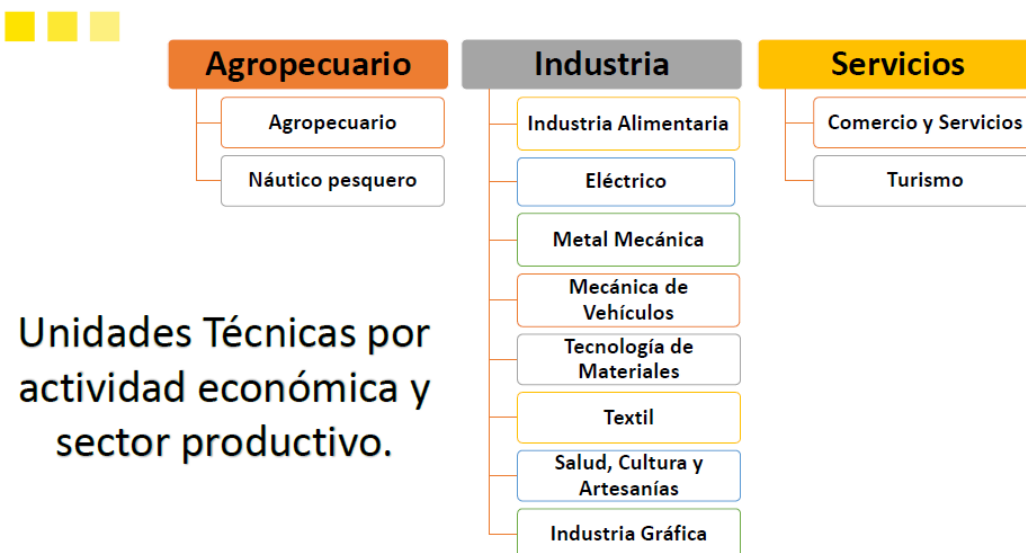 Agropecuario
Agropecuario
Náutico pesquero
Industria
Industria Alimentaria
Eléctrico
Metal Mecánica
Mecánica de
Vehículos
Tecnología de
Materiales
Textil
Salud, Cultura y
Artesanías
Industria Gráfica
Servicios
Comercio y Servicios
Turismo
Unidades Técnicas por
actividad económica y
sector productivo.